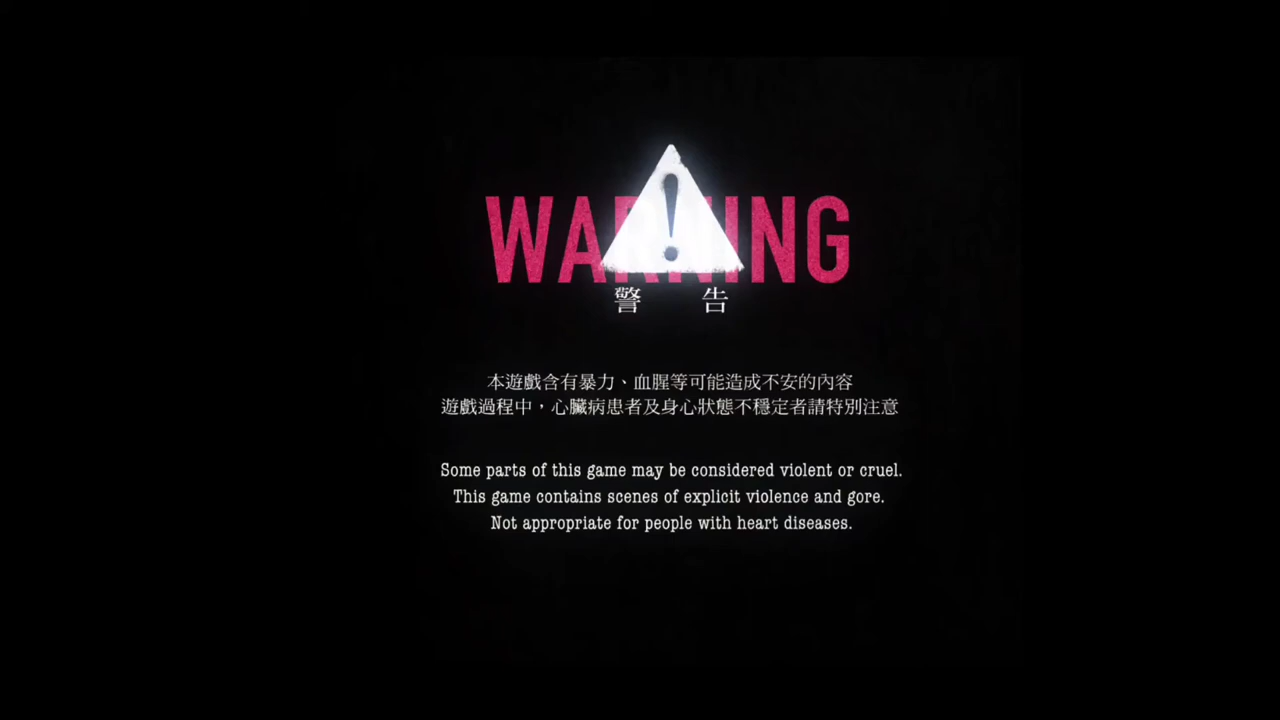 WARNING
警 告
本遊戲含有暴力、血腥等可能造成不安的內容
遊戲過程中，心臟病患者及身心狀態不穩定者請特別注意
Some parts of this game may be considered violent or cruel.
This game contains scenes of explicit violence and gore.
Not appropriate for people with heart diseases.